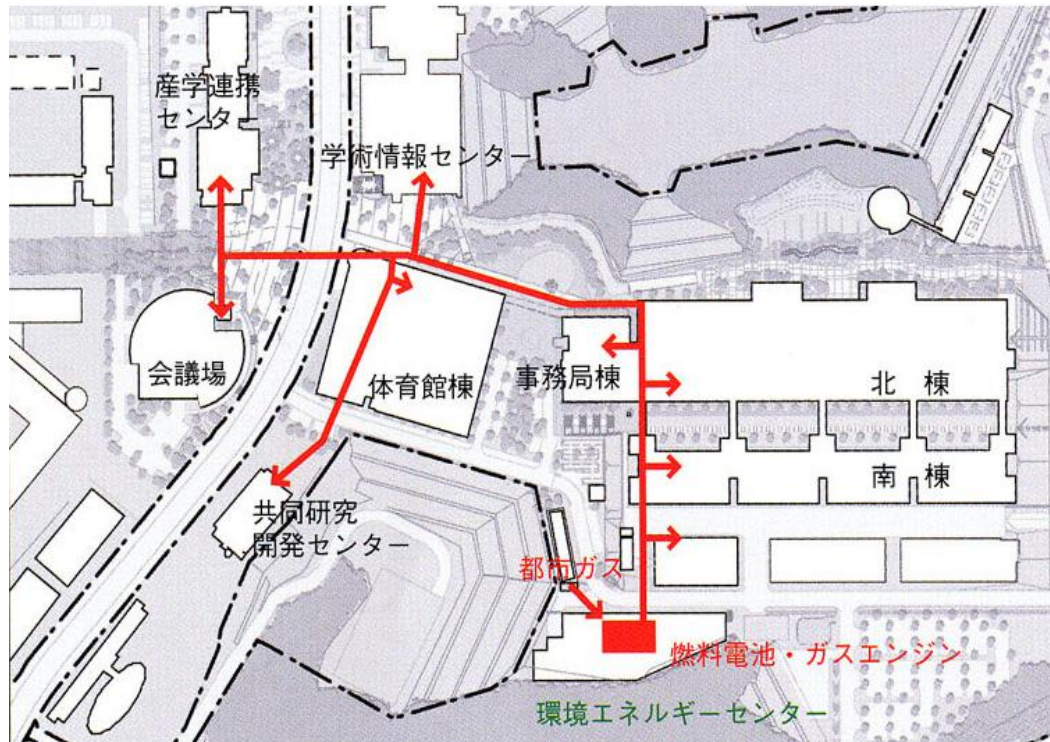 産学連携
センター
学術情報センター
会議場
体育館棟
事務局棟
北 棟
南 棟
共同研究
開発センター
都市ガス
燃料電池・ガスエンジン
環境エネルギーセンター